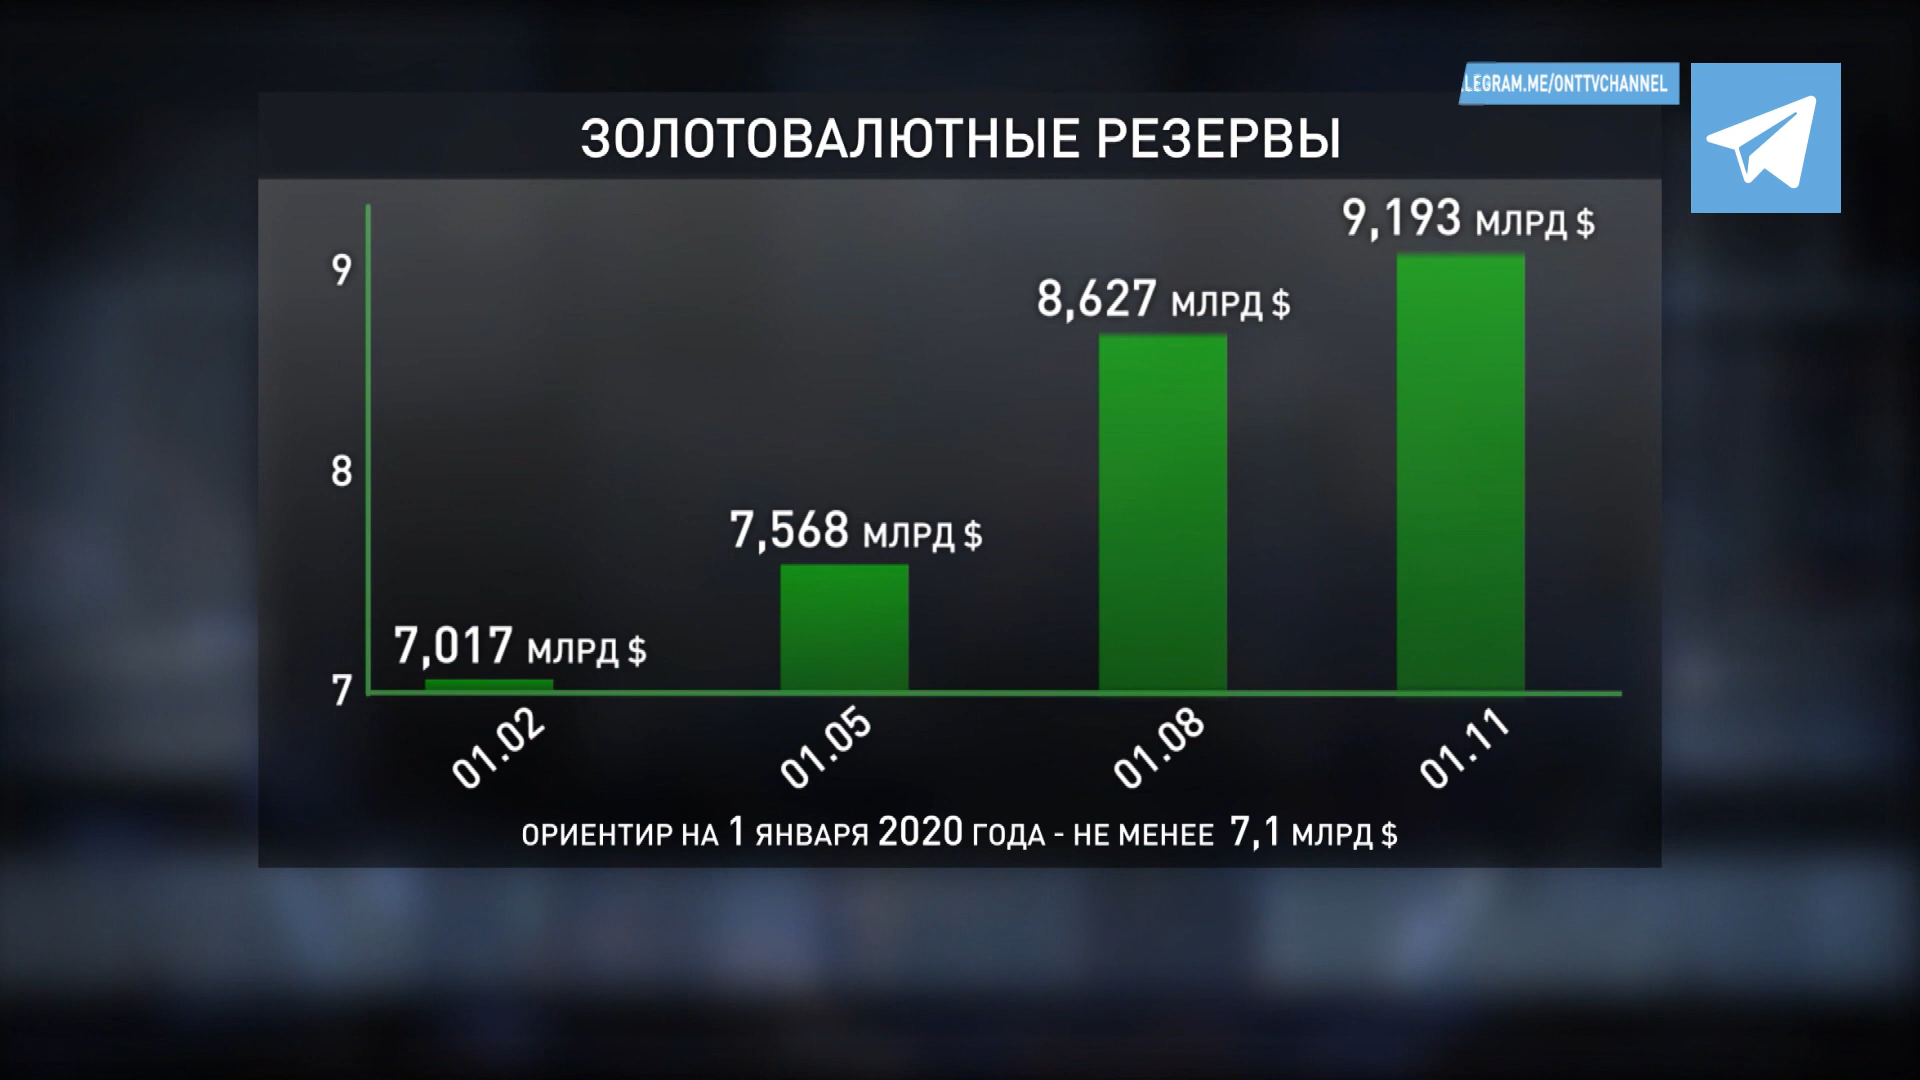 LEGRAM.ME/ONTTVCHANNEL
ЗОЛОТОВАЛЮТНЫЕ РЕЗЕРВЫ
9
8
7
7,017 МЛРД $
7,568 МЛРД $
8,627 МЛРД $
9,193 МЛРД $
01.02
01.05
01.08
01.11
ОРИЕНТИР НА 1 ЯНВАРЯ 2020 ГОДА - НЕ МЕНЕЕ 7,1 МЛРД $